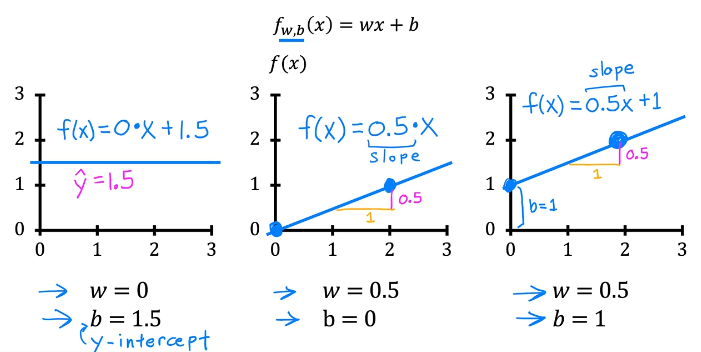 f_{w,b}(x) = wx + b
f(x)
3
2
1
0
0 1 2 3
f(x)=0•x+1.5
ŷ=1.5
→ w = 0
→ b = 1.5
y-intercept
3
2
1
0
0 1 2 3
f(x)=0.5•x
slope
0.5
1
→ w = 0.5
→ b = 0
3
2
1
0
0 1 2 3
slope
f(x)=0.5x+1
0.5
1
b=1
→ w = 0.5
→ b = 1